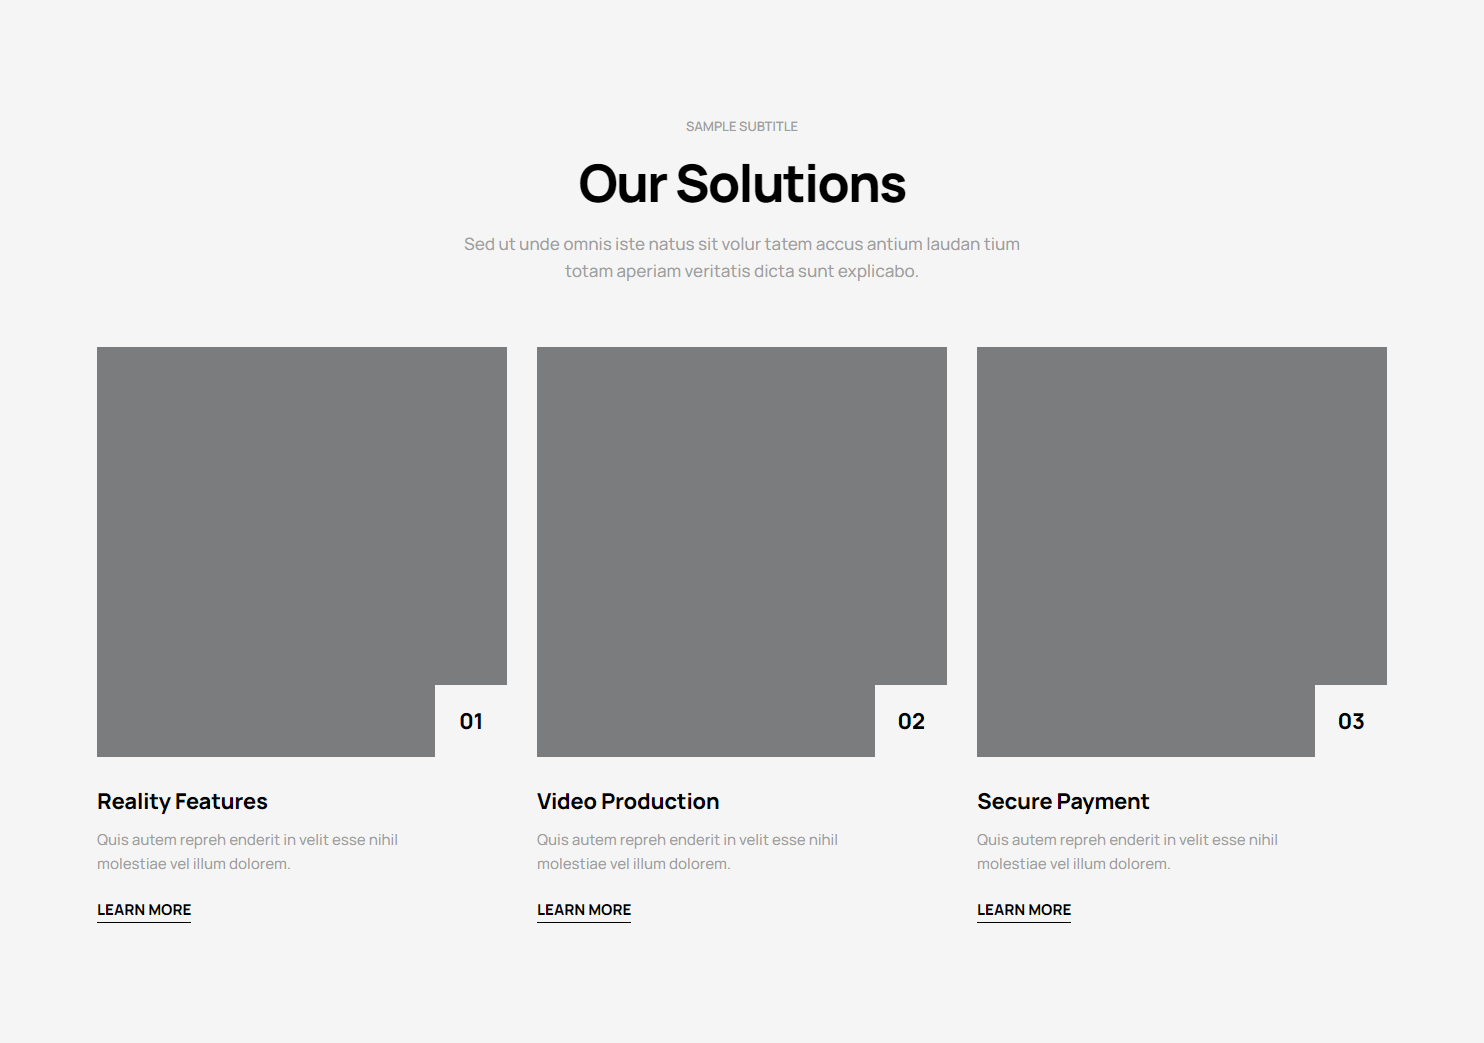 SAMPLE SUBTITLE
Our Solutions
Sed ut unde omnis iste natus sit volur tatem accus antium laudan tium
totam aperiam veritatis dicta sunt explicabo.
01
02
03
Reality Features
Quis autem repreh enderit in velit esse nihil
molestiae vel illum dolorem.
LEARN MORE
Video Production
Quis autem repreh enderit in velit esse nihil
molestiae vel illum dolorem.
LEARN MORE
Secure Payment
Quis autem repreh enderit in velit esse nihil
molestiae vel illum dolorem.
LEARN MORE